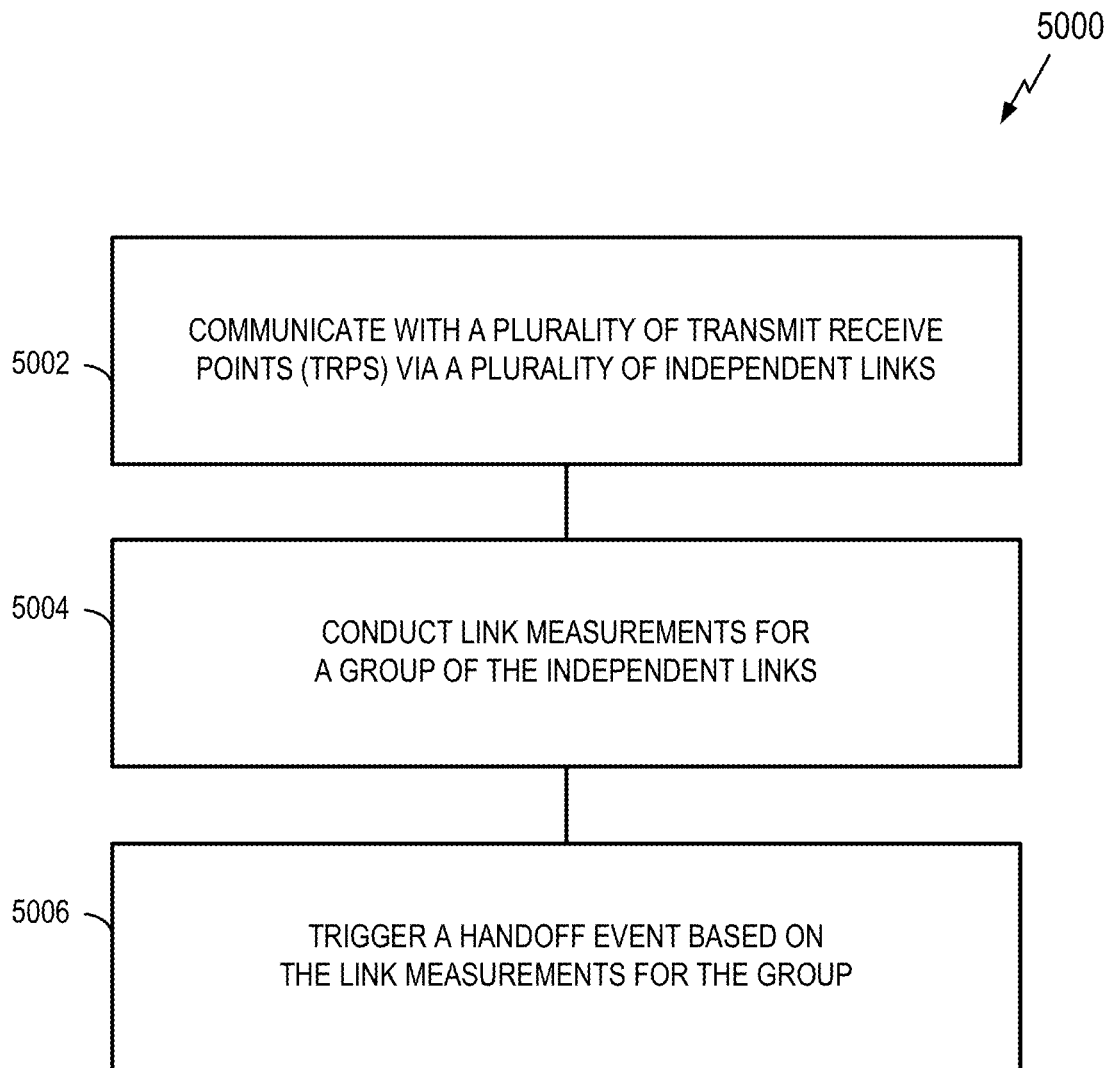 5000
5002
COMMUNICATE WITH A PLURALITY OF TRANSMIT RECEIVE
POINTS (TRPS) VIA A PLURALITY OF INDEPENDENT LINKS
5004
CONDUCT LINK MEASUREMENTS FOR
A GROUP OF THE INDEPENDENT LINKS
5006
TRIGGER A HANDOFF EVENT BASED ON
THE LINK MEASUREMENTS FOR THE GROUP